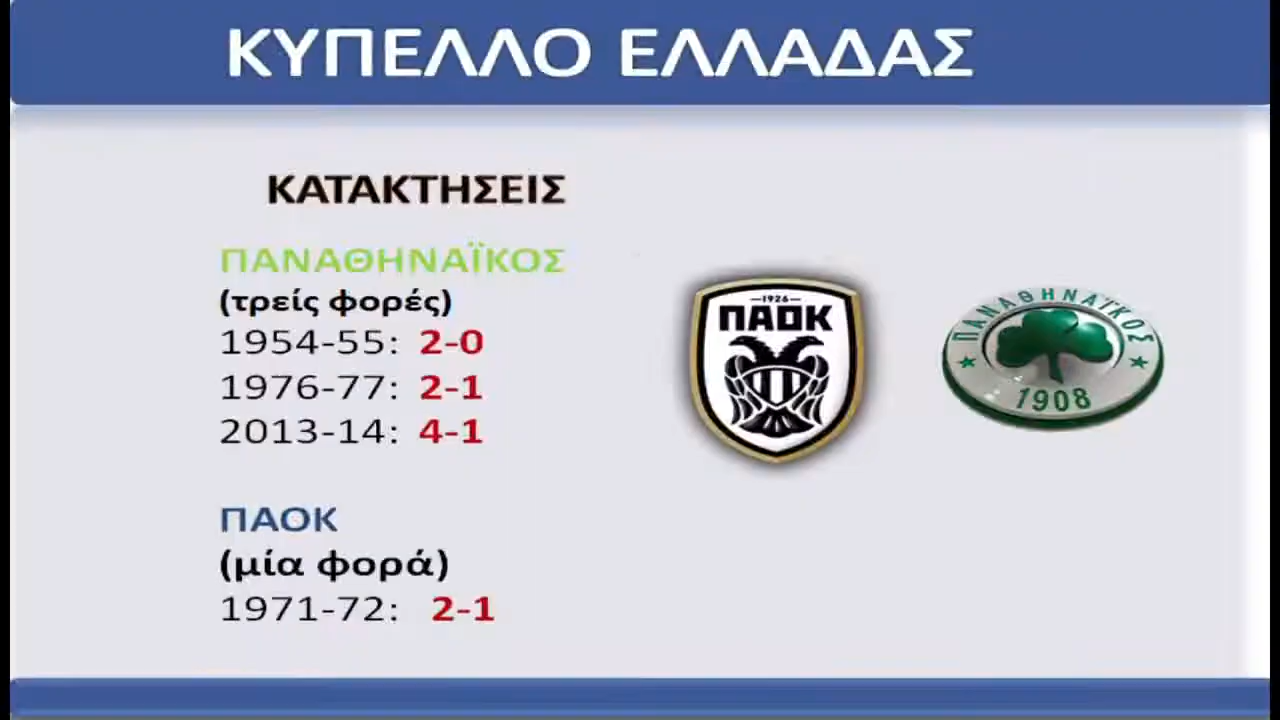 ΚΥΠΕΛΛΟ ΕΛΛΑΔΑΣ
ΚΑΤΑΚΤΗΣΕΙΣ
ΠΑΝΑΘΗΝΑΪΚΟΣ
(τρείς φορές)
1954-55: 2-0
1976-77: 2-1
2013-14: 4-1
ΠΑΟΚ
(μία φορά)
1971-72: 2-1
1926
ΠΑΟΚ
ΠΑΝΑΘΗΝΑΪΚΟΣ
1908